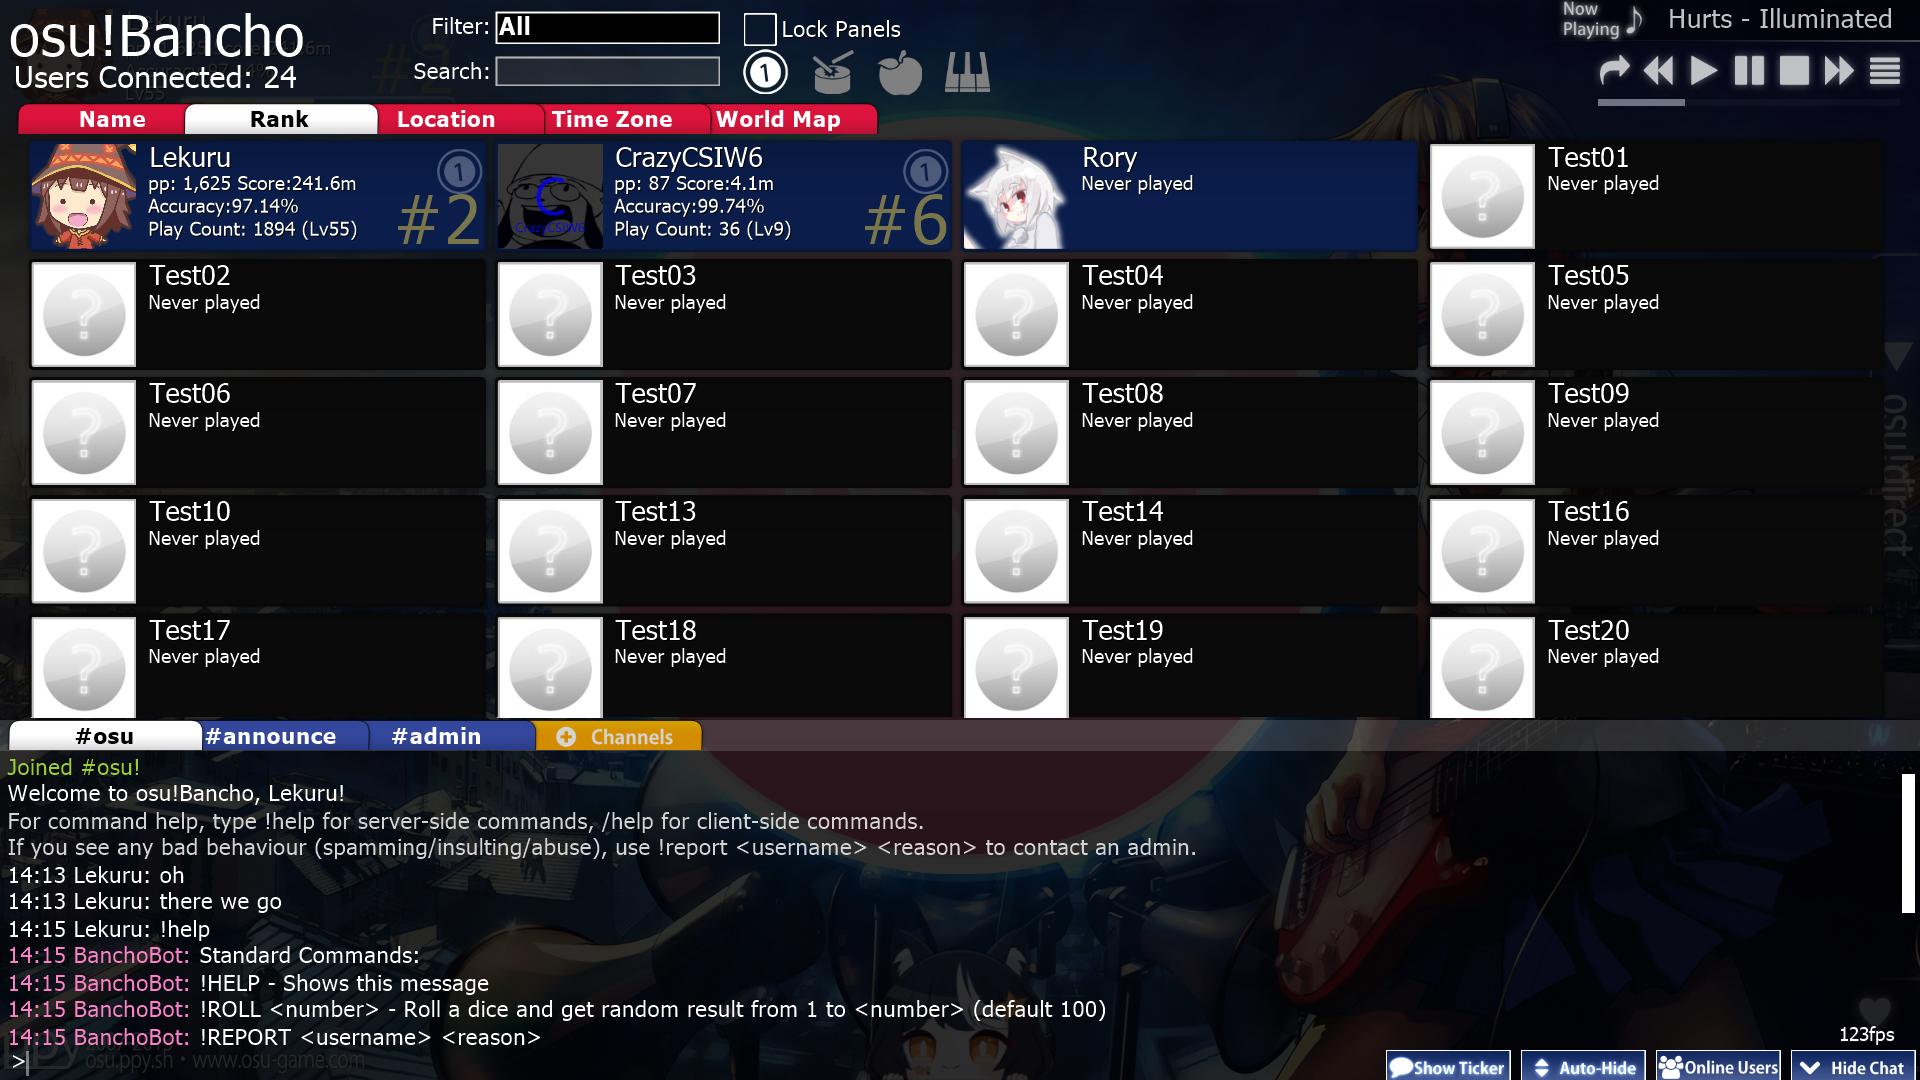 osu!Bancho
Users Connected: 24
Filter: All
Search:
Lock Panels
Now Playing
Hurts - Illuminated
Name
Rank
Location
Time Zone
World Map
Lekuru
pp: 1,625 Score:241.6m
Accuracy:97.14%
Play Count: 1894 (Lv55)
#2
CrazyCSIW6
pp: 87 Score:4.1m
Accuracy:99.74%
Play Count: 36 (Lv9)
#6
Rory
Never played
Test01
Never played
Test02
Never played
Test03
Never played
Test04
Never played
Test05
Never played
Test06
Never played
Test07
Never played
Test08
Never played
Test09
Never played
Test10
Never played
Test13
Never played
Test14
Never played
Test16
Never played
Test17
Never played
Test18
Never played
Test19
Never played
Test20
Never played
osu!direct
#osu
#announce
#admin
Channels
Joined #osu!
Welcome to osu!Bancho, Lekuru!
For command help, type !help for server-side commands, /help for client-side commands.
If you see any bad behaviour (spamming/insulting/abuse), use !report <username> <reason> to contact an admin.
14:13 Lekuru: oh
14:13 Lekuru: there we go
14:15 Lekuru: !help
14:15 BanchoBot: Standard Commands:
14:15 BanchoBot: !HELP - Shows this message
14:15 BanchoBot: !ROLL <number> - Roll a dice and get random result from 1 to <number> (default 100)
14:15 BanchoBot: !REPORT <username> <reason>
>
osu.ppy.sh • www.osu-game.com
123fps
Show Ticker
Auto-Hide
Online Users
Hide Chat